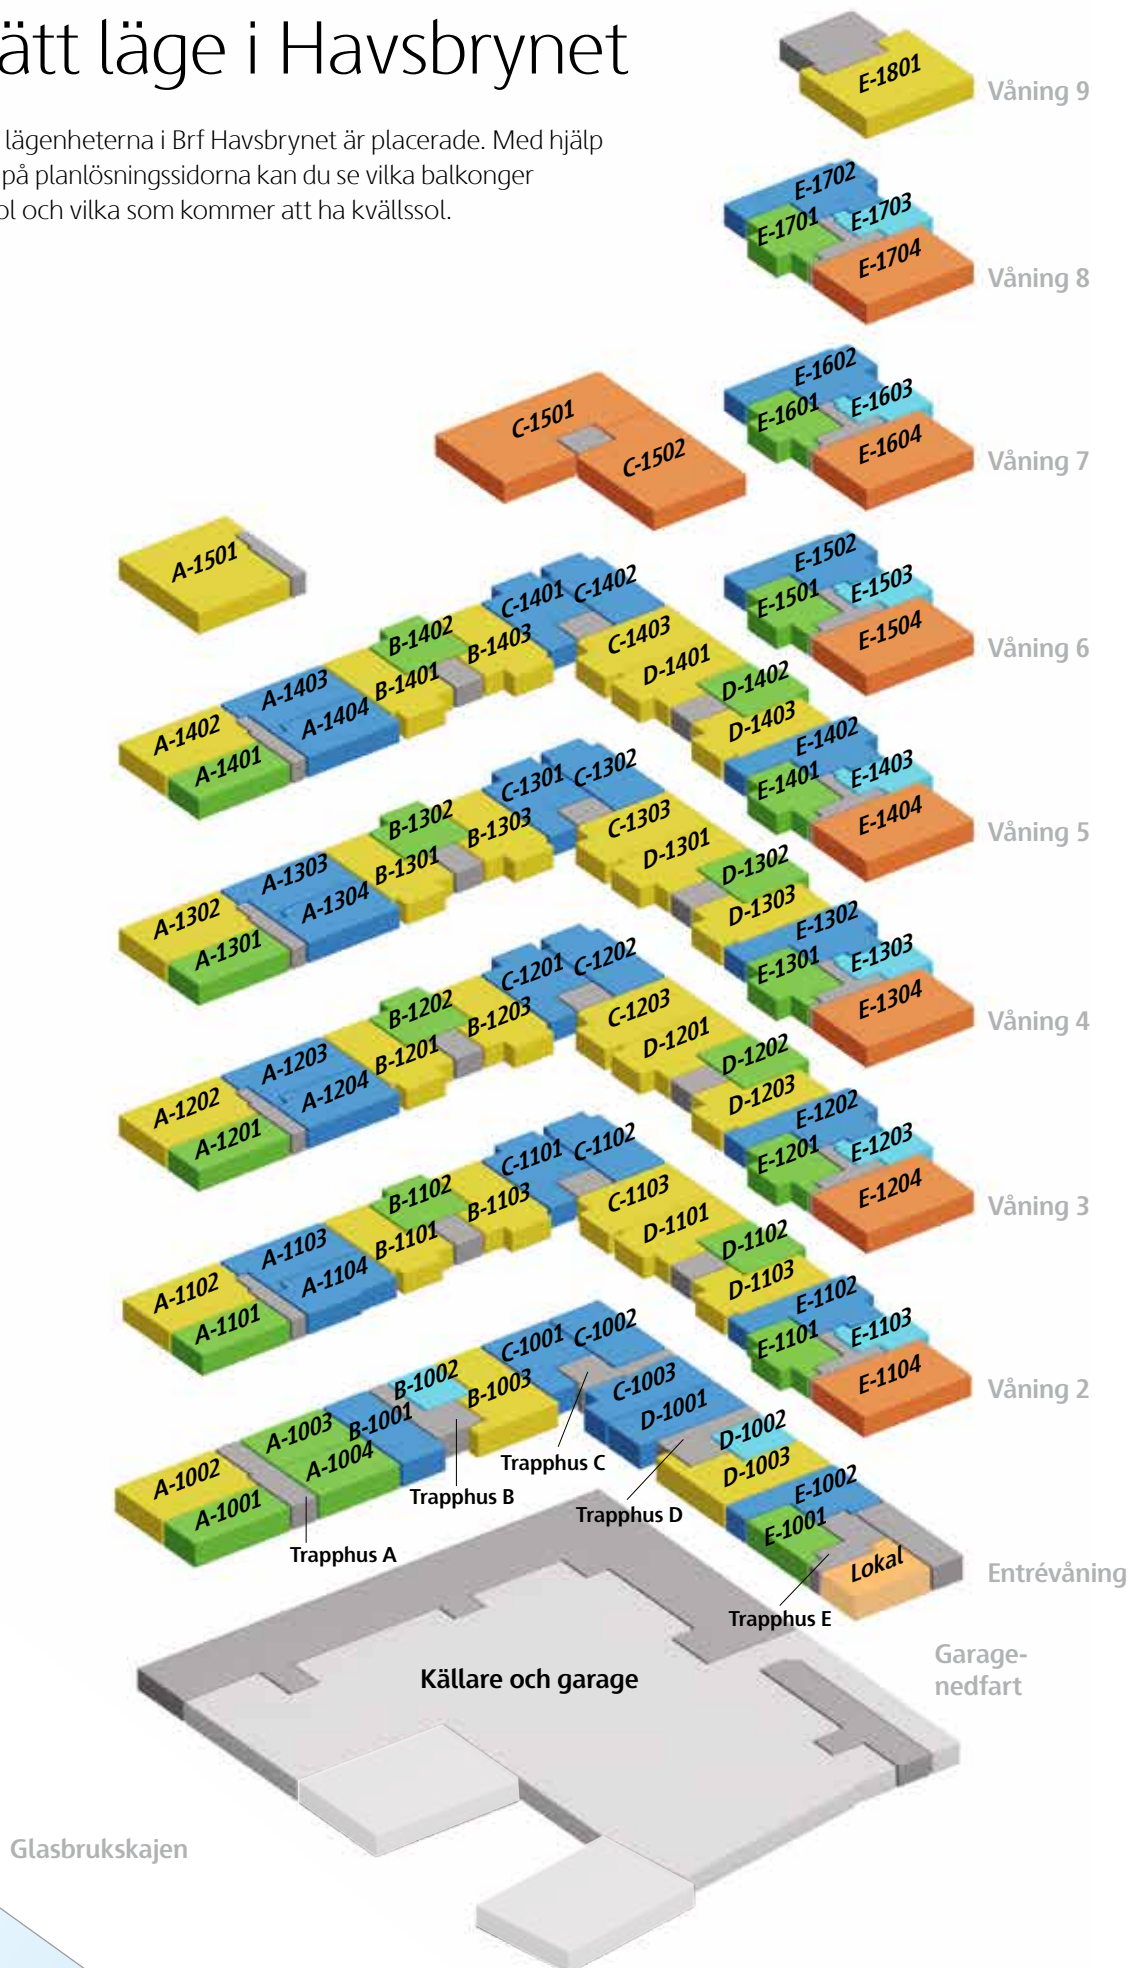 ätt läge i Havsbrynet
lägenheterna i Brf Havsbrynet är placerade. Med hjälp
på planlösningssidorna kan du se vilka balkonger
ol och vilka som kommer att ha kvällssol.
E-1801
Våning 9
E-1702
E-1701
E-1703
E-1704
Våning 8
E-1602
E-1601
E-1603
E-1604
Våning 7
C-1501
C-1502
A-1501
E-1502
E-1501
E-1503
E-1504
Våning 6
A-1402
A-1401
A-1403
A-1404
B-1402
B-1401
B-1403
C-1401
C-1402
C-1403
D-1401
D-1402
D-1403
E-1402
E-1401
E-1403
E-1404
Våning 5
A-1302
A-1301
A-1303
A-1304
B-1302
B-1301
B-1303
C-1301
C-1302
C-1303
D-1301
D-1302
D-1303
E-1302
E-1301
E-1303
E-1304
Våning 4
A-1202
A-1201
A-1203
A-1204
B-1202
B-1201
B-1203
C-1201
C-1202
C-1203
D-1201
D-1202
D-1203
E-1202
E-1201
E-1203
E-1204
Våning 3
A-1102
A-1101
A-1103
A-1104
B-1102
B-1101
B-1103
C-1101
C-1102
C-1103
D-1101
D-1102
D-1103
E-1102
E-1101
E-1103
E-1104
Våning 2
A-1002
A-1001
A-1003
A-1004
B-1001
B-1002
B-1003
C-1001
C-1002
C-1003
D-1001
D-1002
D-1003
E-1002
E-1001
Lokal
Entrévåning
Trapphus A
Trapphus B
Trapphus C
Trapphus D
Trapphus E
Källare och garage
Garage-
nedfart
Glasbrukskajen